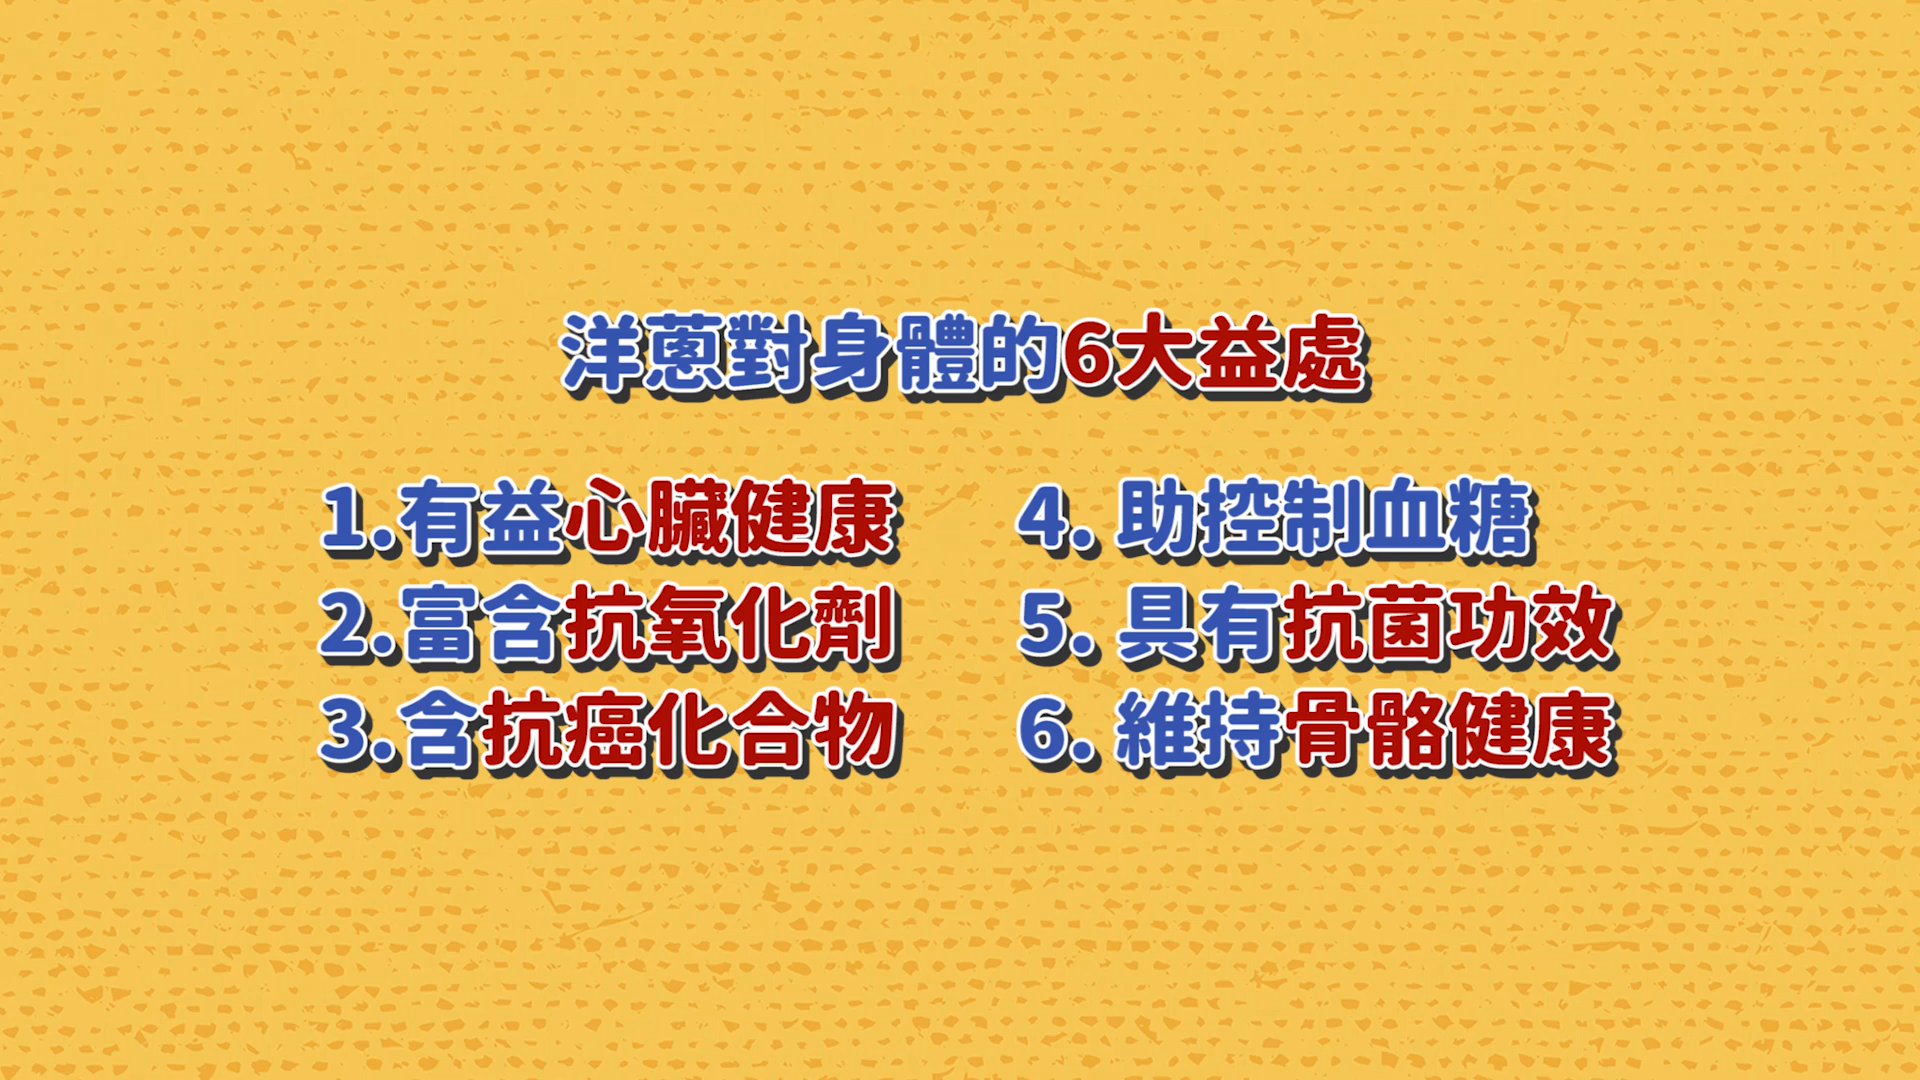 洋蔥對身體的6大益處
1.有益心臟健康
2.富含抗氧化劑
3.含抗癌化合物
4. 助控制血糖
5. 具有抗菌功效
6. 維持骨骼健康